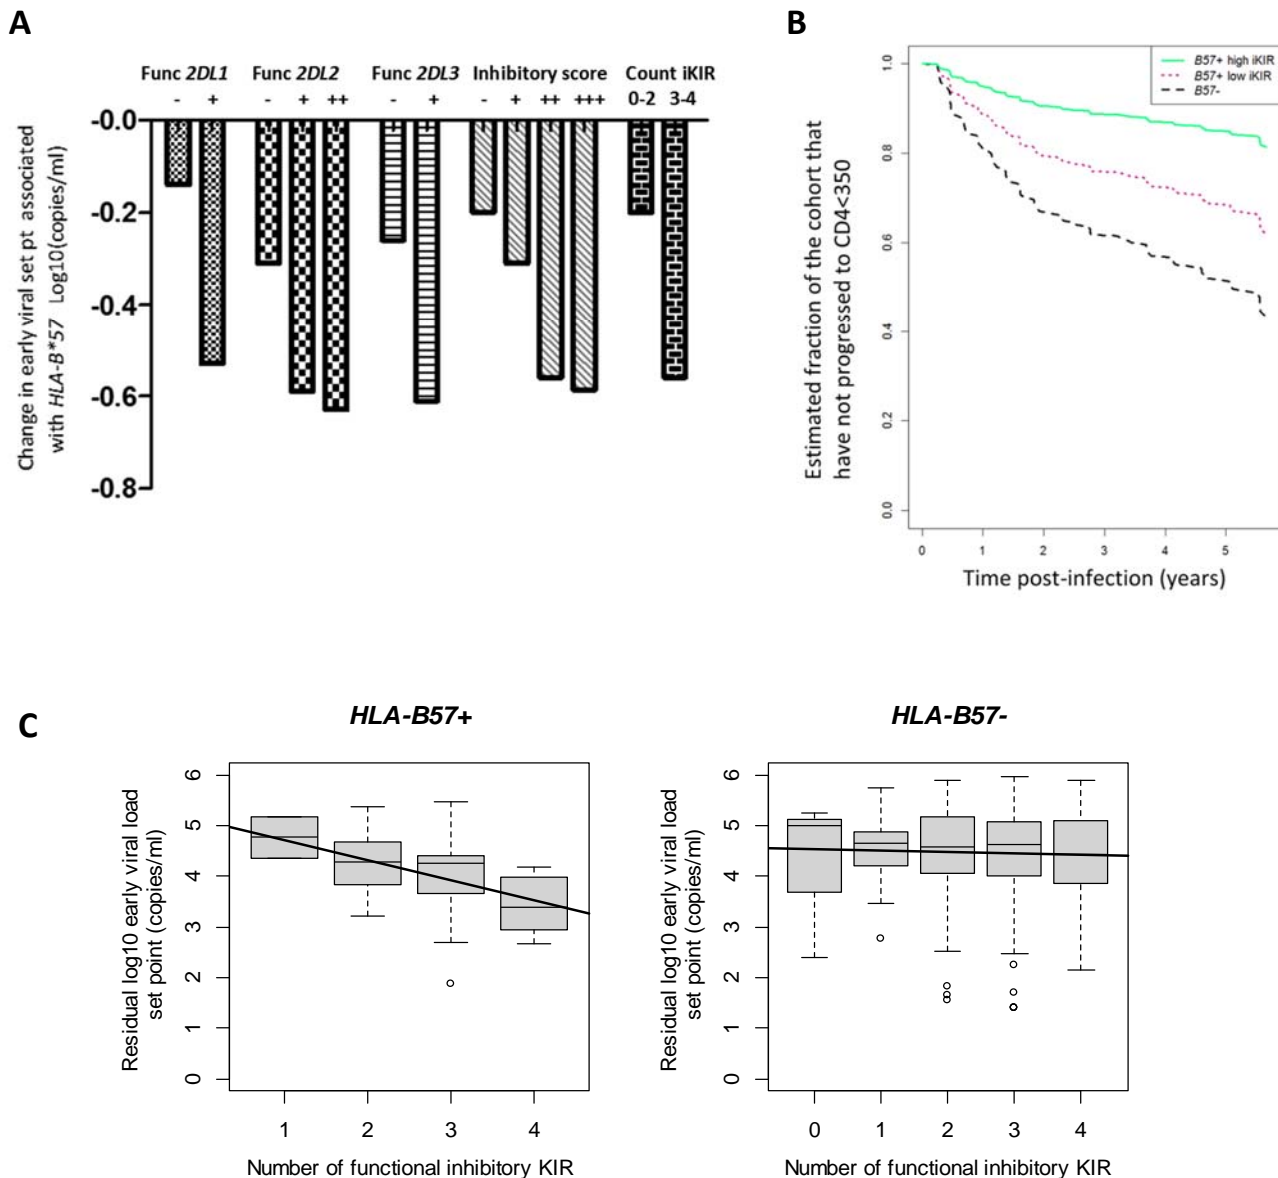 A
Func 2DL1 Func 2DL2 Func 2DL3 Inhibitory score Count iKIR
- + - + ++ - + - + ++ +++ 0-2 3-4
-0.0
-0.2
-0.4
-0.6
-0.8
Change in early viral set pt associated
with HLA-B*57 Log10(copies/ml)
B
B57+ high iKIR
B57+ low iKIR
B57-
1.0
0.8
0.6
0.4
0.2
0.0
Estimated fraction of the cohort that
have not progressed to CD4<350
0 1 2 3 4 5
Time post-infection (years)
C
HLA-B57+
6
5
4
3
2
1
0
Residual log10 early viral load
set point (copies/ml)
1 2 3 4
Number of functional inhibitory KIR
HLA-B57-
6
5
4
3
2
1
0
Residual log10 early viral load
set point (copies/ml)
0 1 2 3 4
Number of functional inhibitory KIR